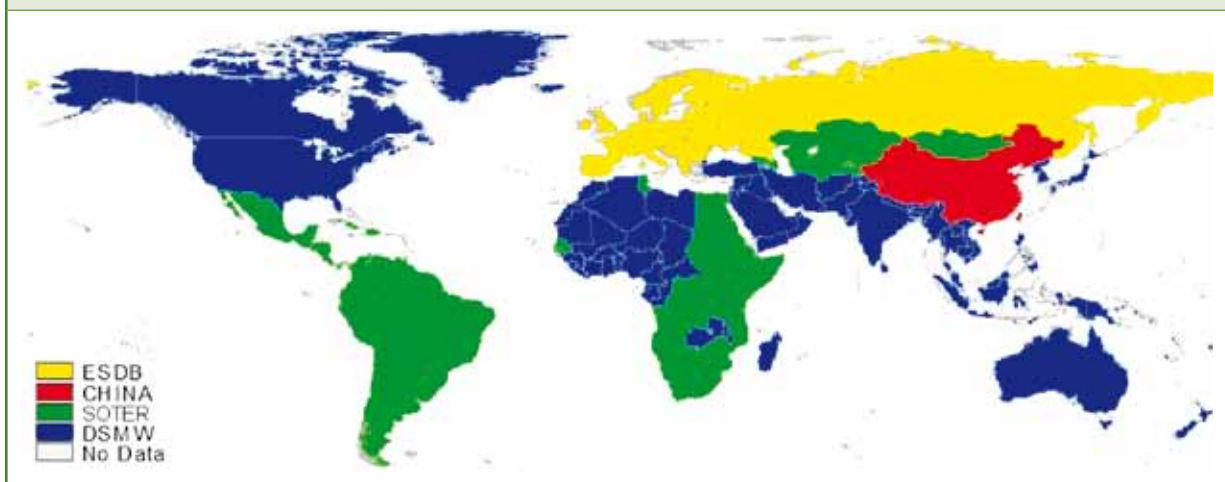 ESDB
CHINA
SOTER
DSMW
No Data